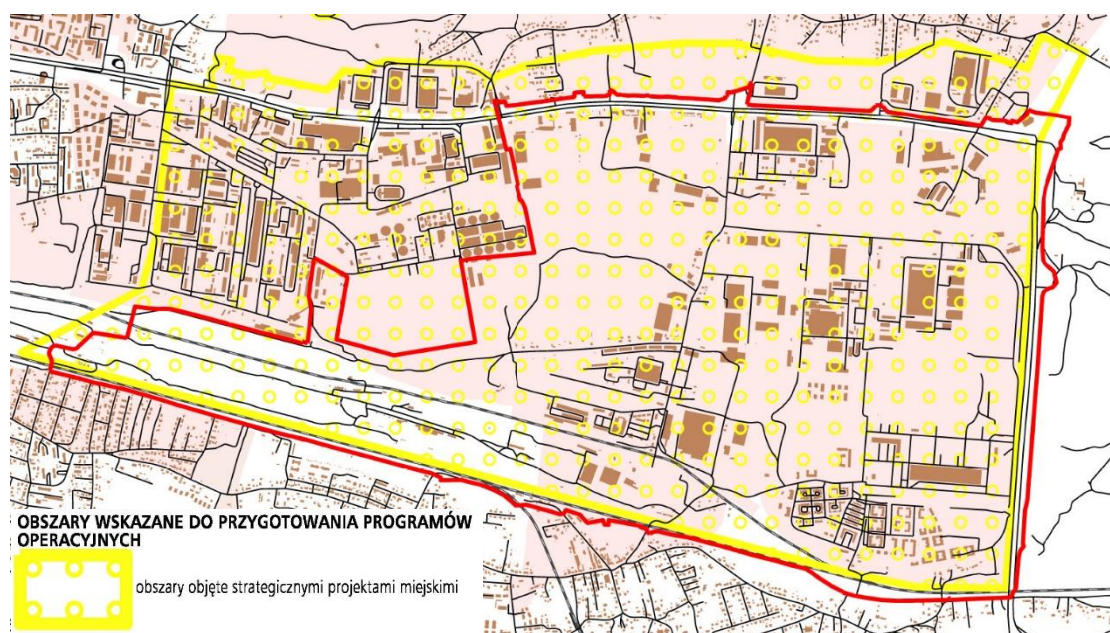 OBSZARY WSKAZANE DO PRZYGOTOWANIA PROGRAMÓW
OPERACYJNYCH
obszary objęte strategicznymi projektami miejskimi